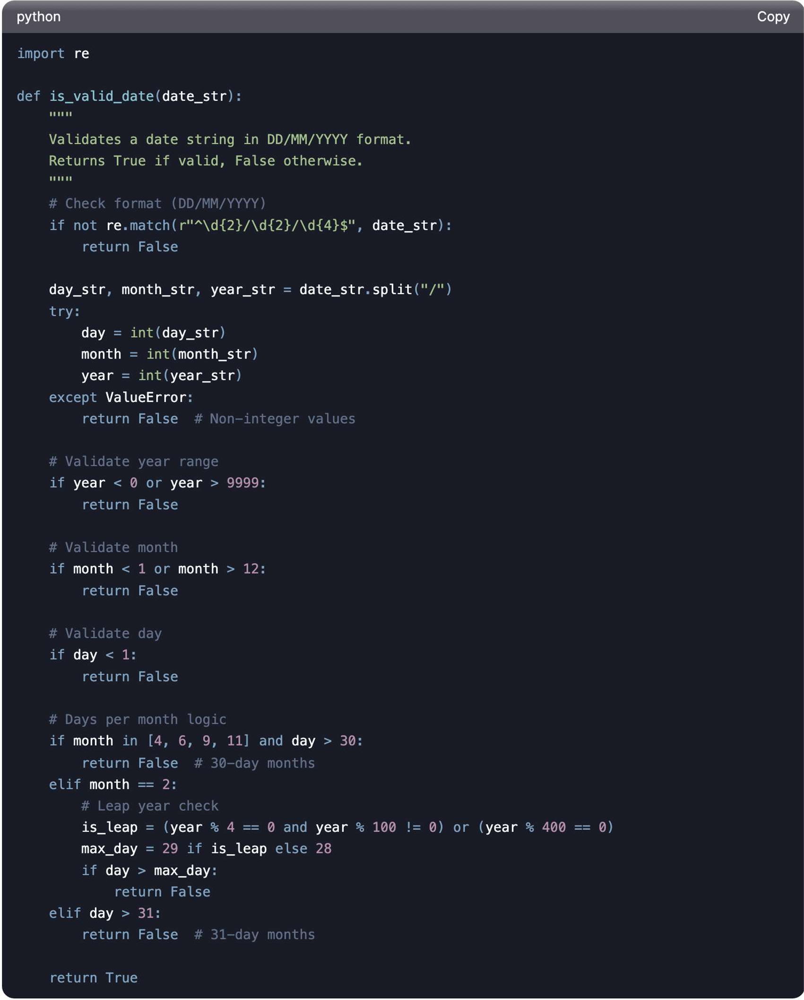 python
Copy
import re

def is_valid_date(date_str):
    """
    Validates a date string in DD/MM/YYYY format.
    Returns True if valid, False otherwise.
    """
    # Check format (DD/MM/YYYY)
    if not re.match(r"^\d{2}/\d{2}/\d{4}$", date_str):
        return False

    day_str, month_str, year_str = date_str.split("/")
    try:
        day = int(day_str)
        month = int(month_str)
        year = int(year_str)
    except ValueError:
        return False  # Non-integer values

    # Validate year range
    if year < 0 or year > 9999:
        return False

    # Validate month
    if month < 1 or month > 12:
        return False

    # Validate day
    if day < 1:
        return False

    # Days per month logic
    if month in [4, 6, 9, 11] and day > 30:
        return False  # 30-day months
    elif month == 2:
        # Leap year check
        is_leap = (year % 4 == 0 and year % 100 != 0) or (year % 400 == 0)
        max_day = 29 if is_leap else 28
        if day > max_day:
            return False
    elif day > 31:
        return False  # 31-day months

    return True